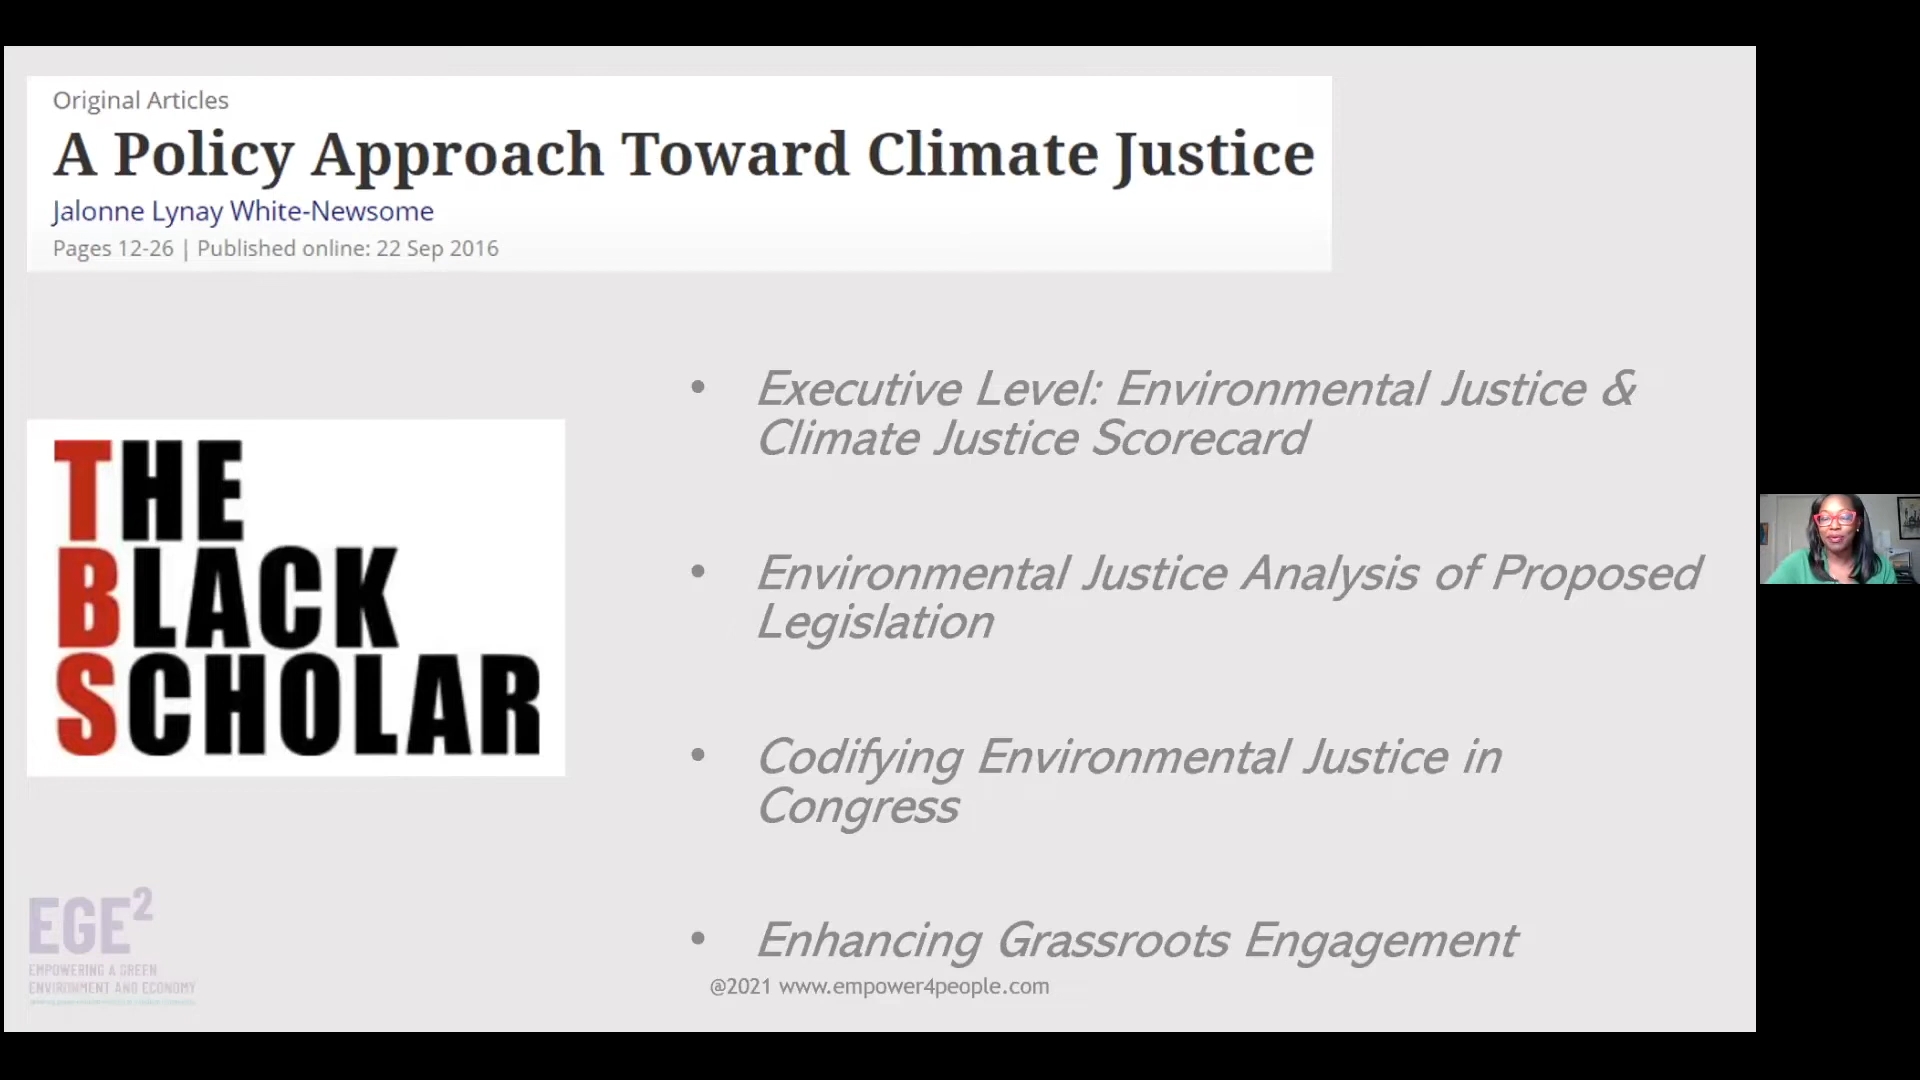 Original Articles
A Policy Approach Toward Climate Justice
Jalonne Lynay White-Newsome
Pages 12-26 | Published online: 22 Sep 2016
• Executive Level: Environmental Justice &
Climate Justice Scorecard
• Environmental Justice Analysis of Proposed
Legislation
• Codifying Environmental Justice in
Congress
• Enhancing Grassroots Engagement
THE
BLACK
SCHOLAR
EGE²
EMPOWERING A GREEN
ENVIRONMENT AND ECONOMY
@2021 www.empower4people.com